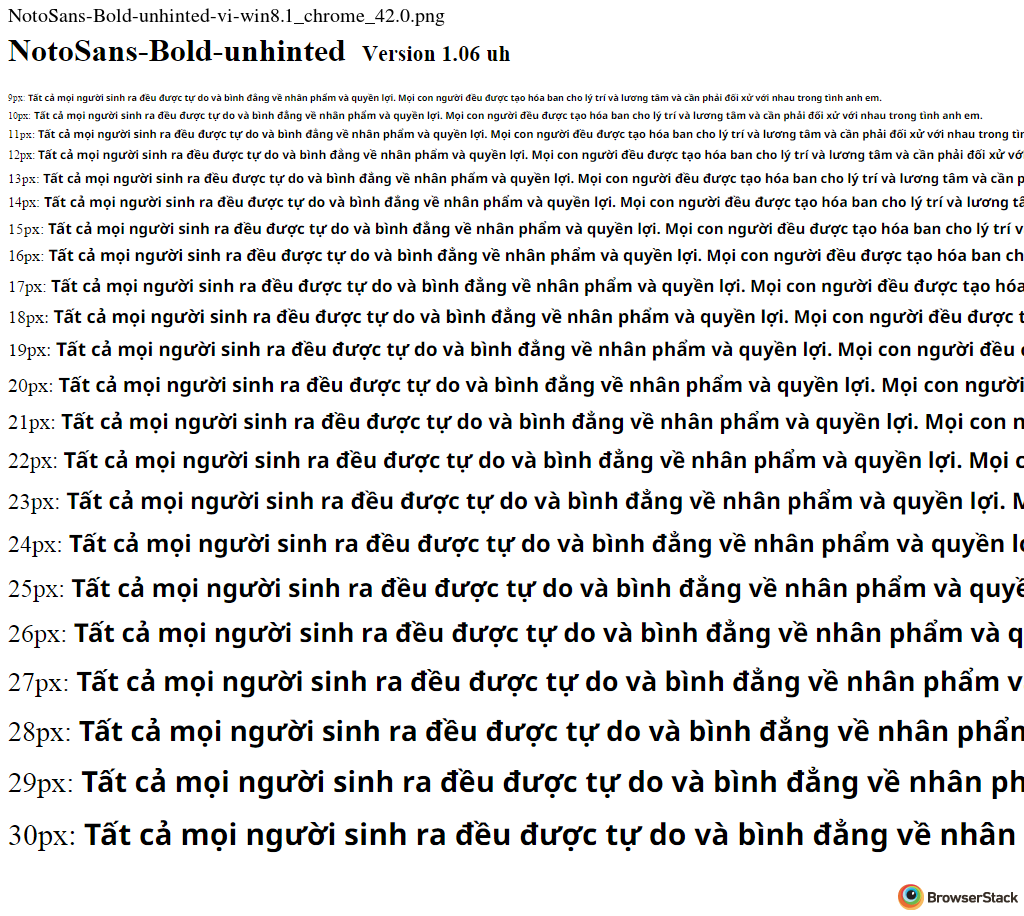 NotoSans-Bold-unhinted-vi-win8.1_chrome_42.0.png
NotoSans-Bold-unhinted Version 1.06 uh
9px: Tất cả mọi người sinh ra đều được tự do và bình đẳng về nhân phẩm và quyền lợi. Mọi con người đều được tạo hóa ban cho lý trí và lương tâm và cần phải đối xử với nhau trong tình anh em.
10px: Tất cả mọi người sinh ra đều được tự do và bình đẳng về nhân phẩm và quyền lợi. Mọi con người đều được tạo hóa ban cho lý trí và lương tâm và cần phải đối xử với nhau trong tình anh em.
11px: Tất cả mọi người sinh ra đều được tự do và bình đẳng về nhân phẩm và quyền lợi. Mọi con người đều được tạo hóa ban cho lý trí và lương tâm và cần phải đối xử với nhau trong
12px: Tất cả mọi người sinh ra đều được tự do và bình đẳng về nhân phẩm và quyền lợi. Mọi con người đều được tạo hóa ban cho lý trí và lương tâm và cần phải đối xử
13px: Tất cả mọi người sinh ra đều được tự do và bình đẳng về nhân phẩm và quyền lợi. Mọi con người đều được tạo hóa ban cho lý trí và lương tâm và cần
14px: Tất cả mọi người sinh ra đều được tự do và bình đẳng về nhân phẩm và quyền lợi. Mọi con người đều được tạo hóa ban cho lý trí và lương
15px: Tất cả mọi người sinh ra đều được tự do và bình đẳng về nhân phẩm và quyền lợi. Mọi con người đều được tạo hóa ban cho lý trí
16px: Tất cả mọi người sinh ra đều được tự do và bình đẳng về nhân phẩm và quyền lợi. Mọi con người đều được tạo hóa ban
17px: Tất cả mọi người sinh ra đều được tự do và bình đẳng về nhân phẩm và quyền lợi. Mọi con người đều được tạo hóa
18px: Tất cả mọi người sinh ra đều được tự do và bình đẳng về nhân phẩm và quyền lợi. Mọi con người đều được
19px: Tất cả mọi người sinh ra đều được tự do và bình đẳng về nhân phẩm và quyền lợi. Mọi con người đều
20px: Tất cả mọi người sinh ra đều được tự do và bình đẳng về nhân phẩm và quyền lợi. Mọi con người
21px: Tất cả mọi người sinh ra đều được tự do và bình đẳng về nhân phẩm và quyền lợi. Mọi con
22px: Tất cả mọi người sinh ra đều được tự do và bình đẳng về nhân phẩm và quyền lợi. Mọi
23px: Tất cả mọi người sinh ra đều được tự do và bình đẳng về nhân phẩm và quyền lợi.
24px: Tất cả mọi người sinh ra đều được tự do và bình đẳng về nhân phẩm và quyền
25px: Tất cả mọi người sinh ra đều được tự do và bình đẳng về nhân phẩm và
26px: Tất cả mọi người sinh ra đều được tự do và bình đẳng về nhân phẩm và
27px: Tất cả mọi người sinh ra đều được tự do và bình đẳng về nhân phẩm
28px: Tất cả mọi người sinh ra đều được tự do và bình đẳng về nhân
29px: Tất cả mọi người sinh ra đều được tự do và bình đẳng về nhân
30px: Tất cả mọi người sinh ra đều được tự do và bình đẳng về nhân
BrowserStack